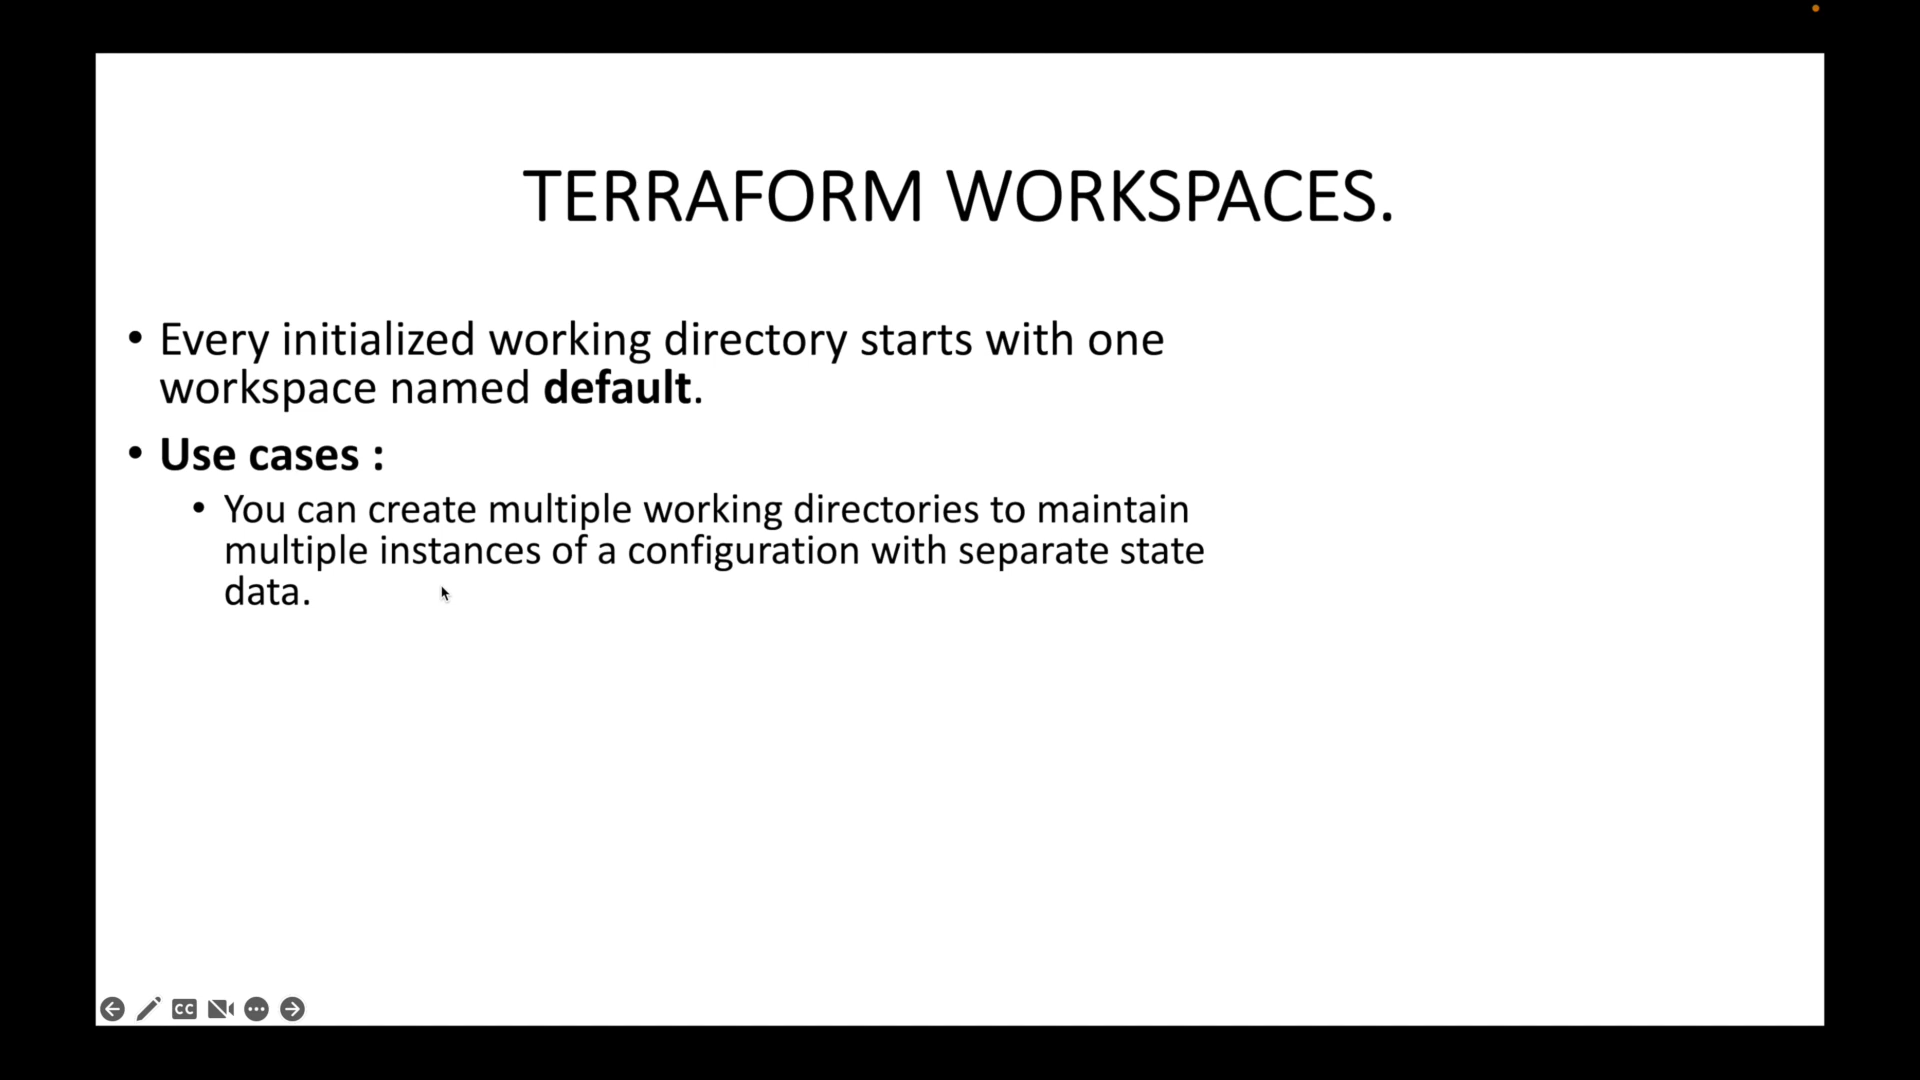 TERRAFORM WORKSPACES.
• Every initialized working directory starts with one
workspace named default.
• Use cases :
• You can create multiple working directories to maintain
multiple instances of a configuration with separate state
data.
CC